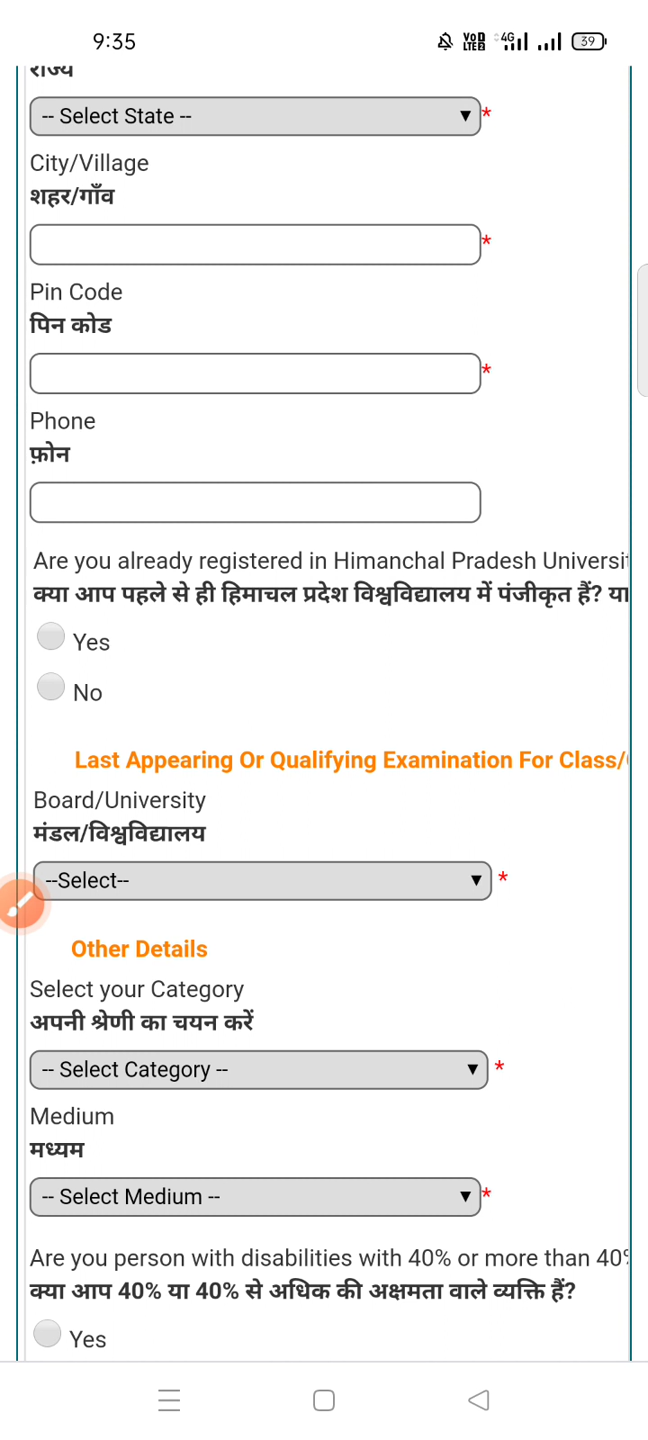 9:35
39
राज्य
-- Select State --
*
City/Village
शहर/गाँव
*
Pin Code
पिन कोड
*
Phone
फ़ोन
Are you already registered in Himanchal Pradesh Universit
क्या आप पहले से ही हिमाचल प्रदेश विश्वविद्यालय में पंजीकृत हैं? या
Yes
No
Last Appearing Or Qualifying Examination For Class/
Board/University
मंडल/विश्वविद्यालय
--Select--
*
Other Details
Select your Category
अपनी श्रेणी का चयन करें
-- Select Category --
*
Medium
मध्यम
-- Select Medium --
*
Are you person with disabilities with 40% or more than 40%
क्या आप 40% या 40% से अधिक की अक्षमता वाले व्यक्ति हैं?
Yes